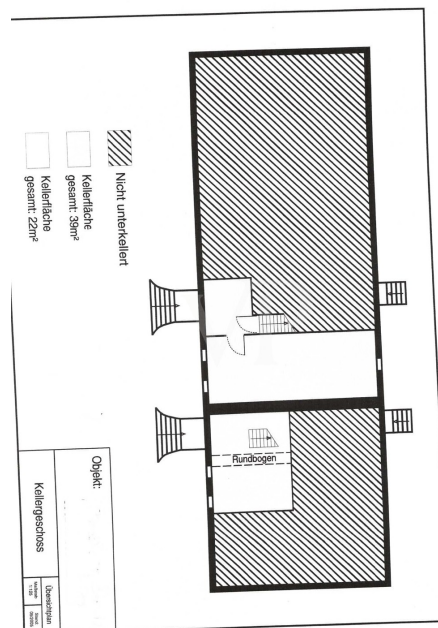 Nicht unterkellert
Kellerfläche
gesamt: 39m²
Kellerfläche
gesamt: 22m²
Rundbogen
Objekt:
Kellergeschoss
Übersichtsplan